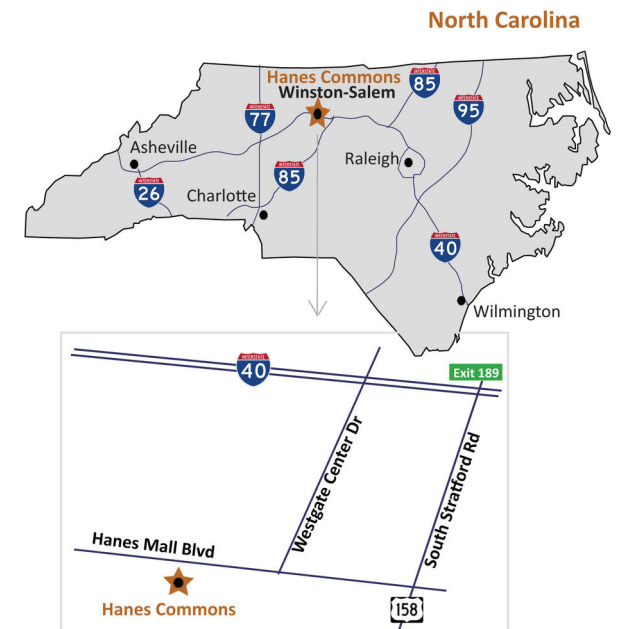 North Carolina
Hanes Commons
Winston-Salem
INTERSTATE
85
INTERSTATE
95
INTERSTATE
77
Asheville
Raleigh
INTERSTATE
85
INTERSTATE
26
Charlotte
INTERSTATE
40
Wilmington
INTERSTATE
40
Exit 189
Westgate Center Dr
South Stratford Rd
Hanes Mall Blvd
Hanes Commons
158